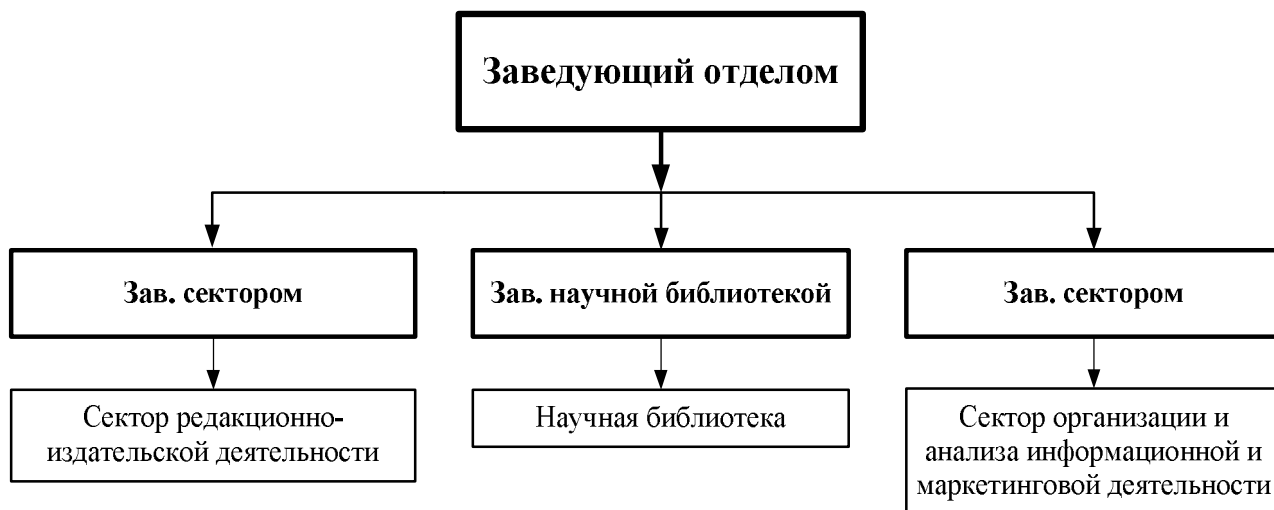 Заведующий отделом
Зав. сектором
Зав. научной библиотекой
Зав. сектором
Сектор редакционно-
издательской деятельности
Научная библиотека
Сектор организации и
анализа информационной и
маркетинговой деятельности